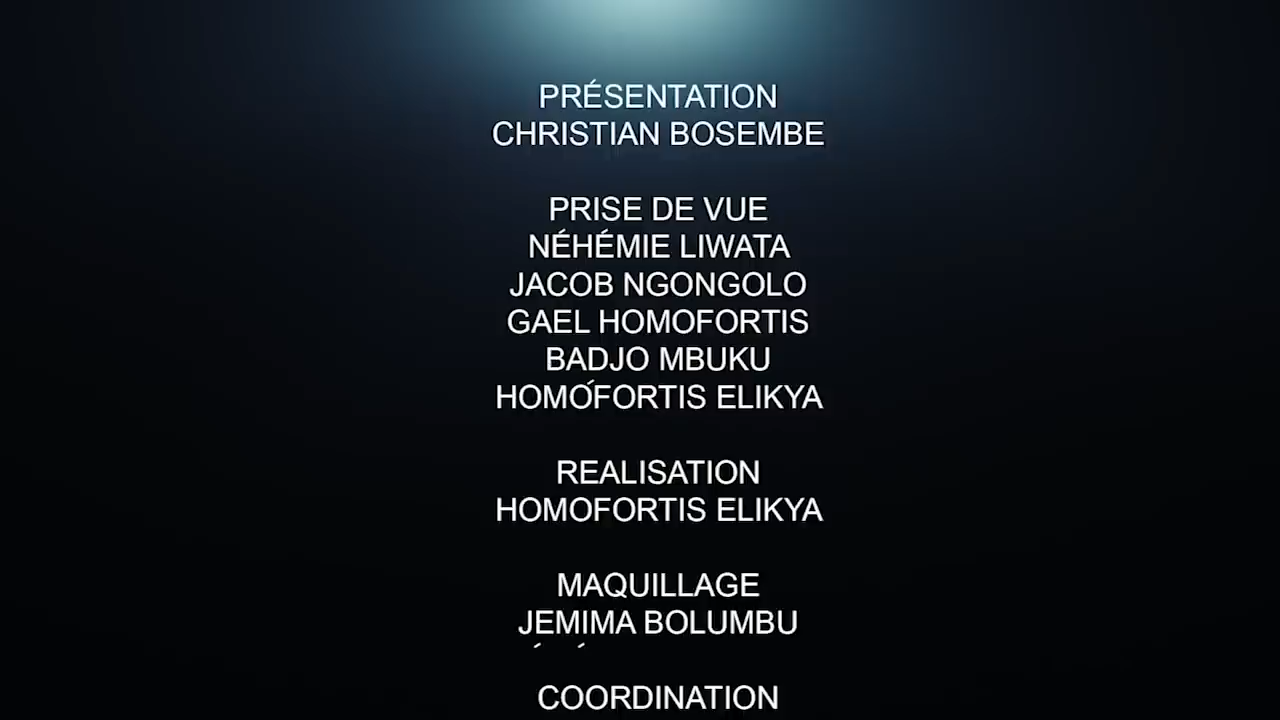 PRÉSENTATION
CHRISTIAN BOSEMBE
PRISE DE VUE
NÉHÉMIE LIWATA
JACOB NGONGOLO
GAEL HOMOFORTIS
BADJO MBUKU
HOMOFORTIS ELIKYA
REALISATION
HOMOFORTIS ELIKYA
MAQUILLAGE
JEMIMA BOLUMBU
COORDINATION